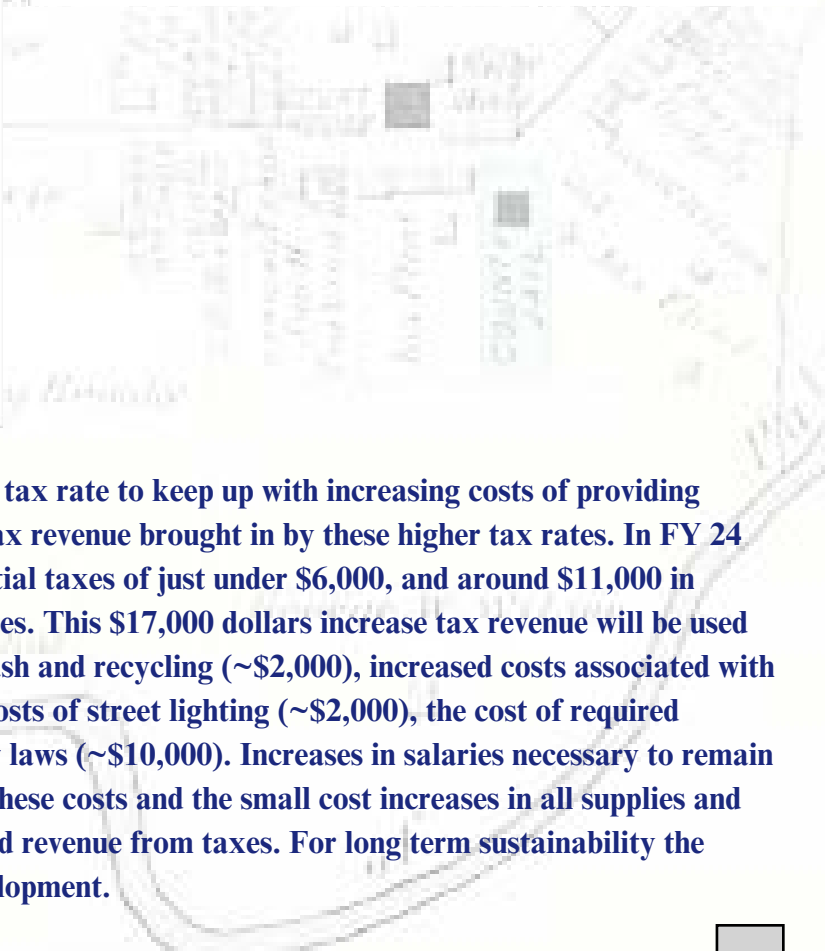 tax rate to keep up with increasing costs of providing
ax revenue brought in by these higher tax rates. In FY 24
tial taxes of just under $6,000, and around $11,000 in
es. This $17,000 dollars increase tax revenue will be used
sh and recycling (~$2,000), increased costs associated with
osts of street lighting (~$2,000), the cost of required
laws (~$10,000). Increases in salaries necessary to remain
hese costs and the small cost increases in all supplies and
d revenue from taxes. For long term sustainability the
lopment.